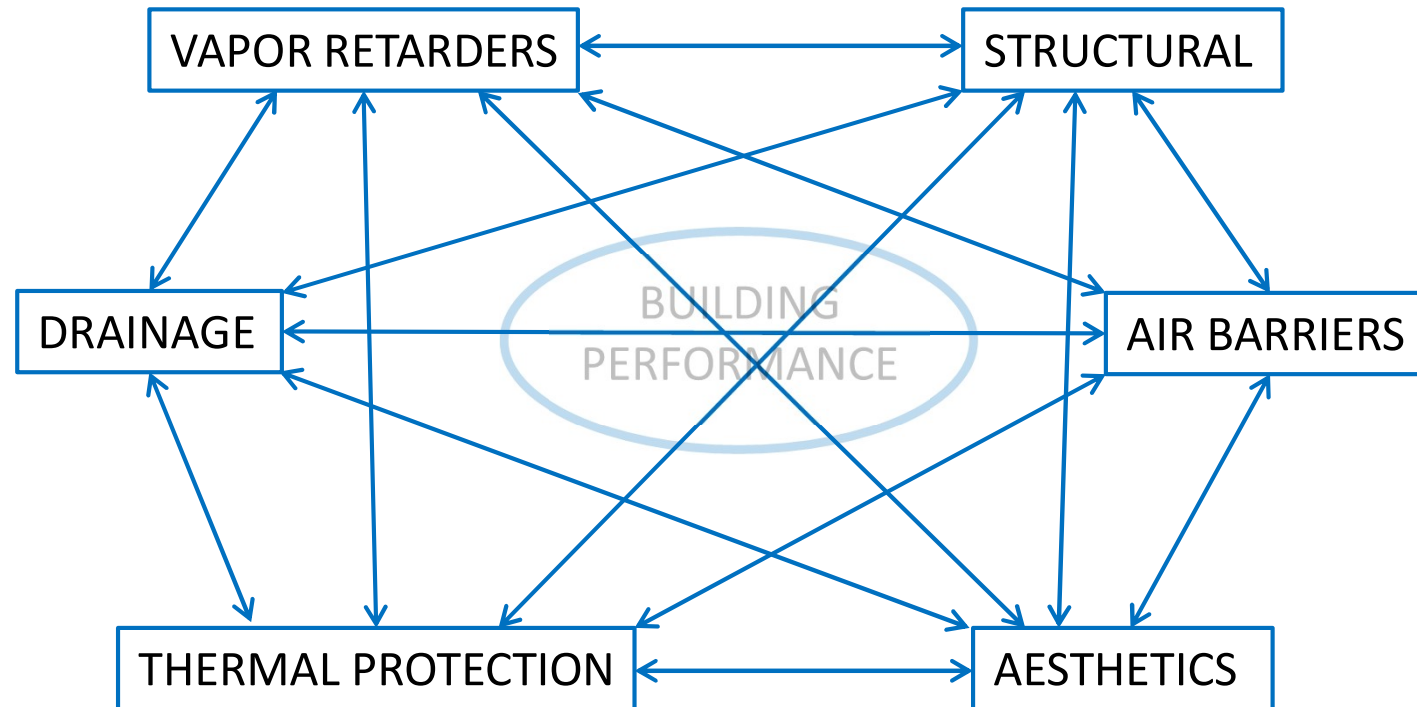 VAPOR RETARDERS
STRUCTURAL
BUILDING
PERFORMANCE
DRAINAGE
AIR BARRIERS
THERMAL PROTECTION
AESTHETICS